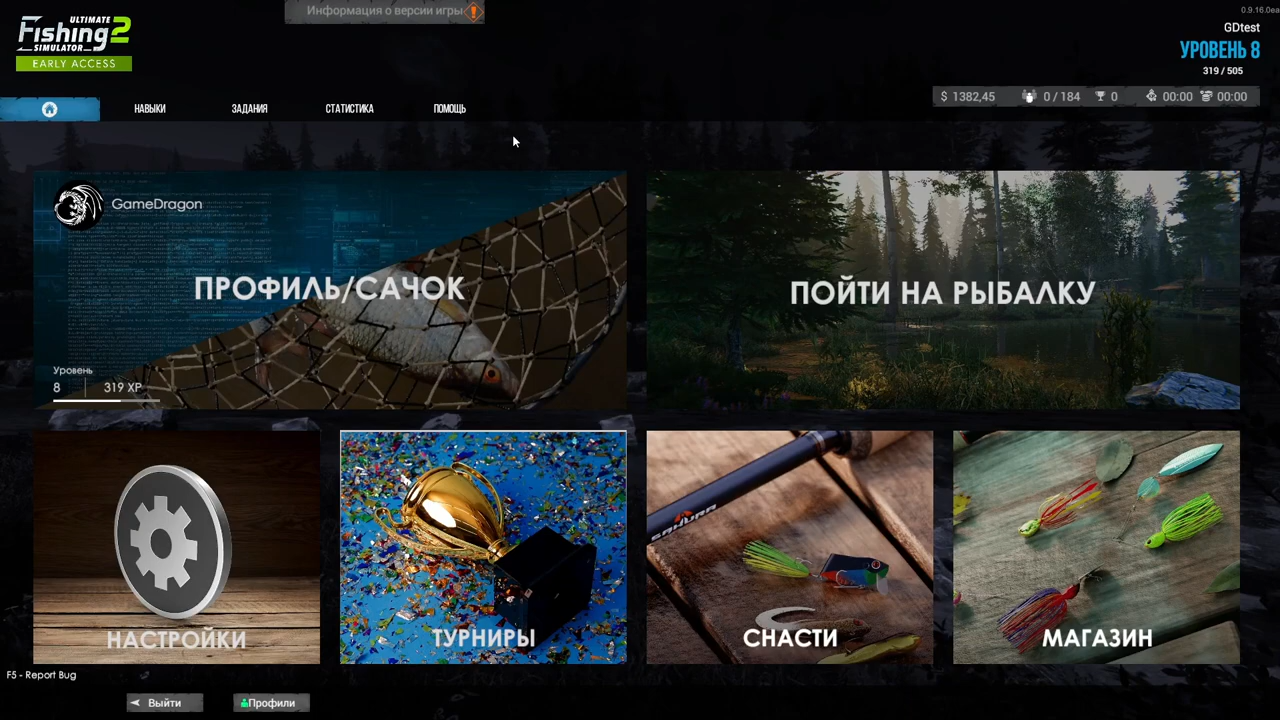 ULTIMATE
Fishing 2
SIMULATOR
EARLY ACCESS
Информация о версии игры
0.9.16.0ea
GDtest
УРОВЕНЬ 8
319 / 505
$ 1382,45
0 / 184
0
00:00
00:00
НАВЫКИ
ЗАДАНИЯ
СТАТИСТИКА
ПОМОЩЬ
GameDragon
ПРОФИЛЬ/САЧОК
Уровень
8
319 XP
ПОЙТИ НА РЫБАЛКУ
НАСТРОЙКИ
ТУРНИРЫ
SAKURA
СНАСТИ
МАГАЗИН
F5 - Report Bug
Выйти
Профили